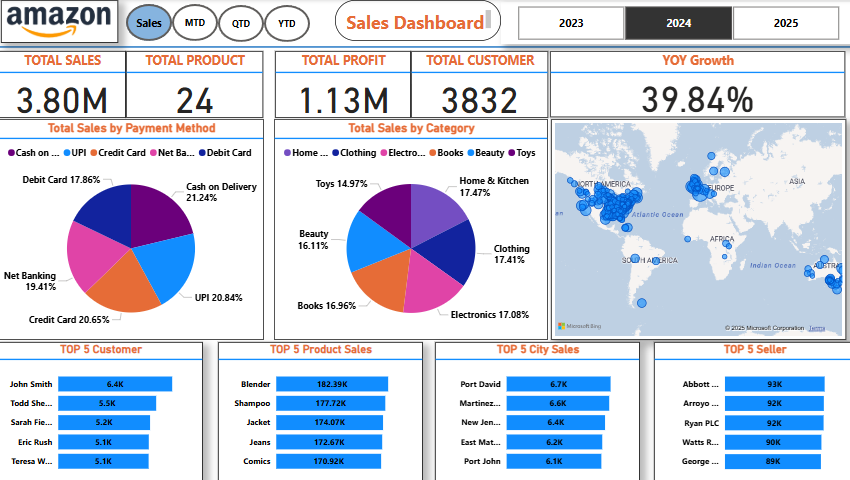 amazon
Sales
MTD
QTD
YTD
Sales Dashboard
2023
2024
2025
TOTAL SALES
3.80M
TOTAL PRODUCT
24
TOTAL PROFIT
1.13M
TOTAL CUSTOMER
3832
YOY Growth
39.84%
Total Sales by Payment Method
Cash on ... UPI Credit Card Net Ba... Debit Card
Debit Card 17.86%
Cash on Delivery
21.24%
Net Banking
19.41%
UPI 20.84%
Credit Card 20.65%
Total Sales by Category
Home ... Clothing Electro... Books Beauty Toys
Toys 14.97%
Home & Kitchen
17.47%
Beauty
16.11%
Clothing
17.41%
Books 16.96%
Electronics 17.08%
NORTH AMERICA
EUROPE
ASIA
Atlantic Ocean
AFRICA
SOUTH AMERICA
Indian Ocean
AUSTRA
Microsoft Bing
© 2025 Microsoft Corporation Terms
TOP 5 Customer
John Smith 6.4K
Todd She... 5.5K
Sarah Fie... 5.2K
Eric Rush 5.1K
Teresa W... 5.1K
TOP 5 Product Sales
Blender 182.39K
Shampoo 177.72K
Jacket 174.07K
Jeans 172.67K
Comics 170.92K
TOP 5 City Sales
Port David 6.7K
Martinez... 6.6K
New Jen... 6.4K
East Mat... 6.2K
Port John 6.1K
TOP 5 Seller
Abbott ... 93K
Arroyo ... 92K
Ryan PLC 92K
Watts R... 90K
George ... 89K